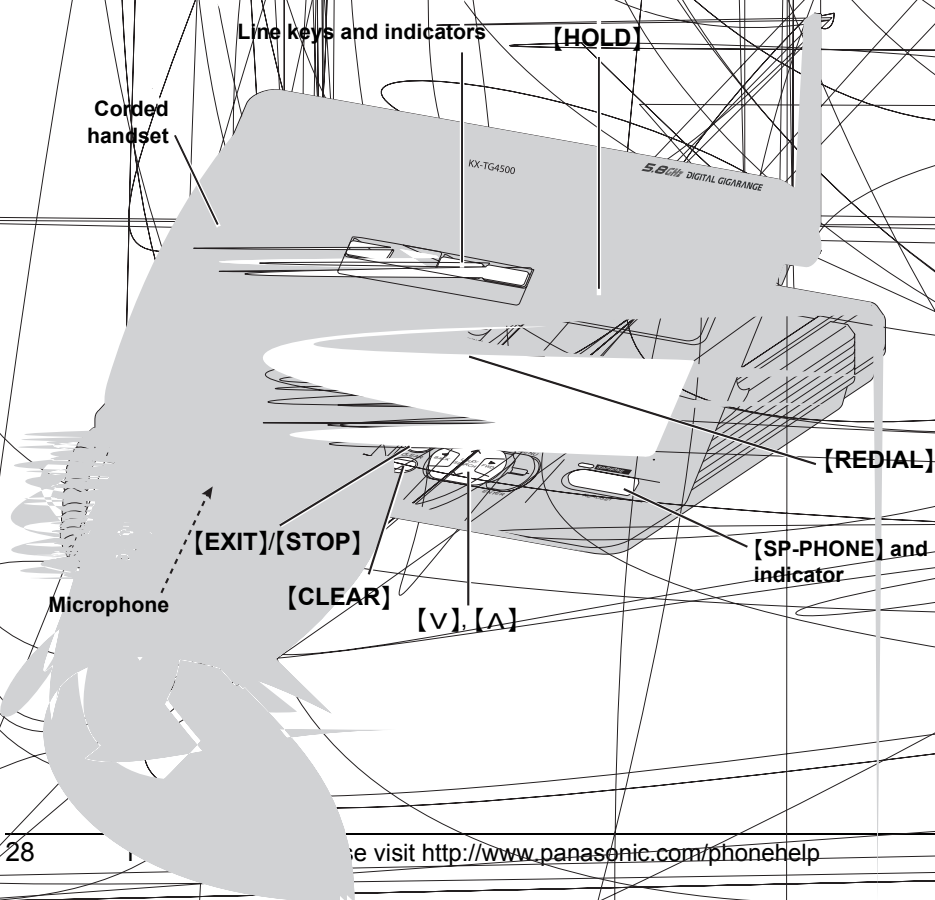 Line keys and indicators
【HOLD】
Corded
handset
KX-TG4500
5.8GHz DIGITAL GIGARANGE
【REDIAL】
【EXIT】/【STOP】
【SP-PHONE】 and
indicator
【CLEAR】
Microphone
【∨】, 【∧】
28 visit http://www.panasonic.com/phonehelp